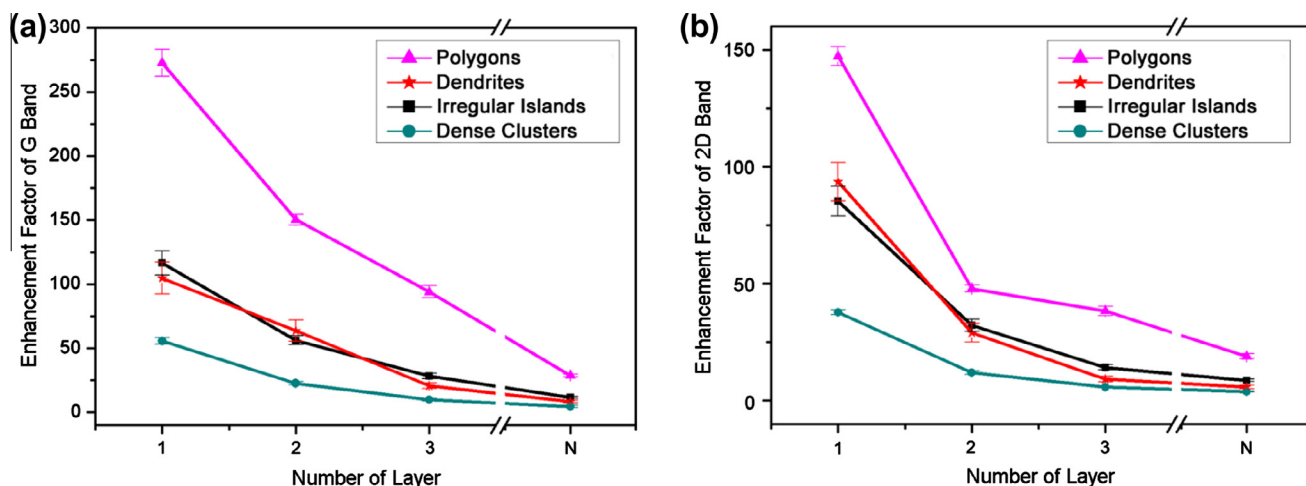 (a)
300
250
200
150
100
50
0
Enhancement Factor of G Band
Polygons
Dendrites
Irregular Islands
Dense Clusters
1
2
3
N
Number of Layer
(b)
150
100
50
0
Enhancement Factor of 2D Band
Polygons
Dendrites
Irregular Islands
Dense Clusters
1
2
3
N
Number of Layer